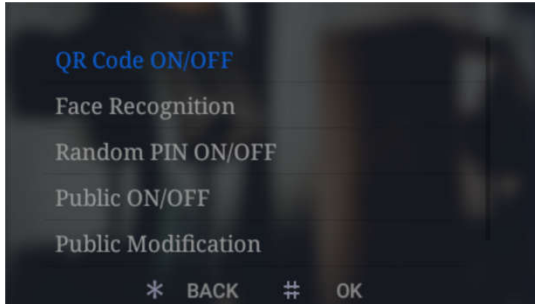 QR Code ON/OFF
Face Recognition
Random PIN ON/OFF
Public ON/OFF
Public Modification
* BACK # OK